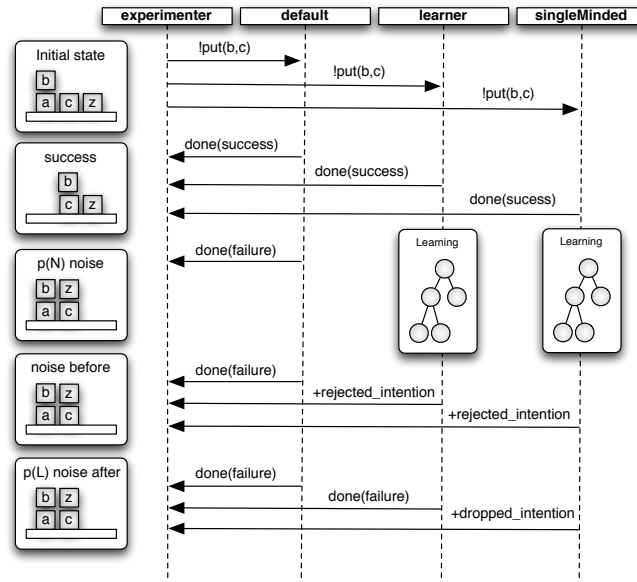 experimenter default learner singleMinded
Initial state
b
a c z
!put(b,c)
!put(b,c)
!put(b,c)
success
b
c z
done(success)
done(success)
done(sucess)
p(N) noise
b z
a c
done(failure)
Learning
Learning
noise before
b z
a c
done(failure)
+rejected_intention
+rejected_intention
p(L) noise after
b z
a c
done(failure)
done(failure)
+dropped_intention